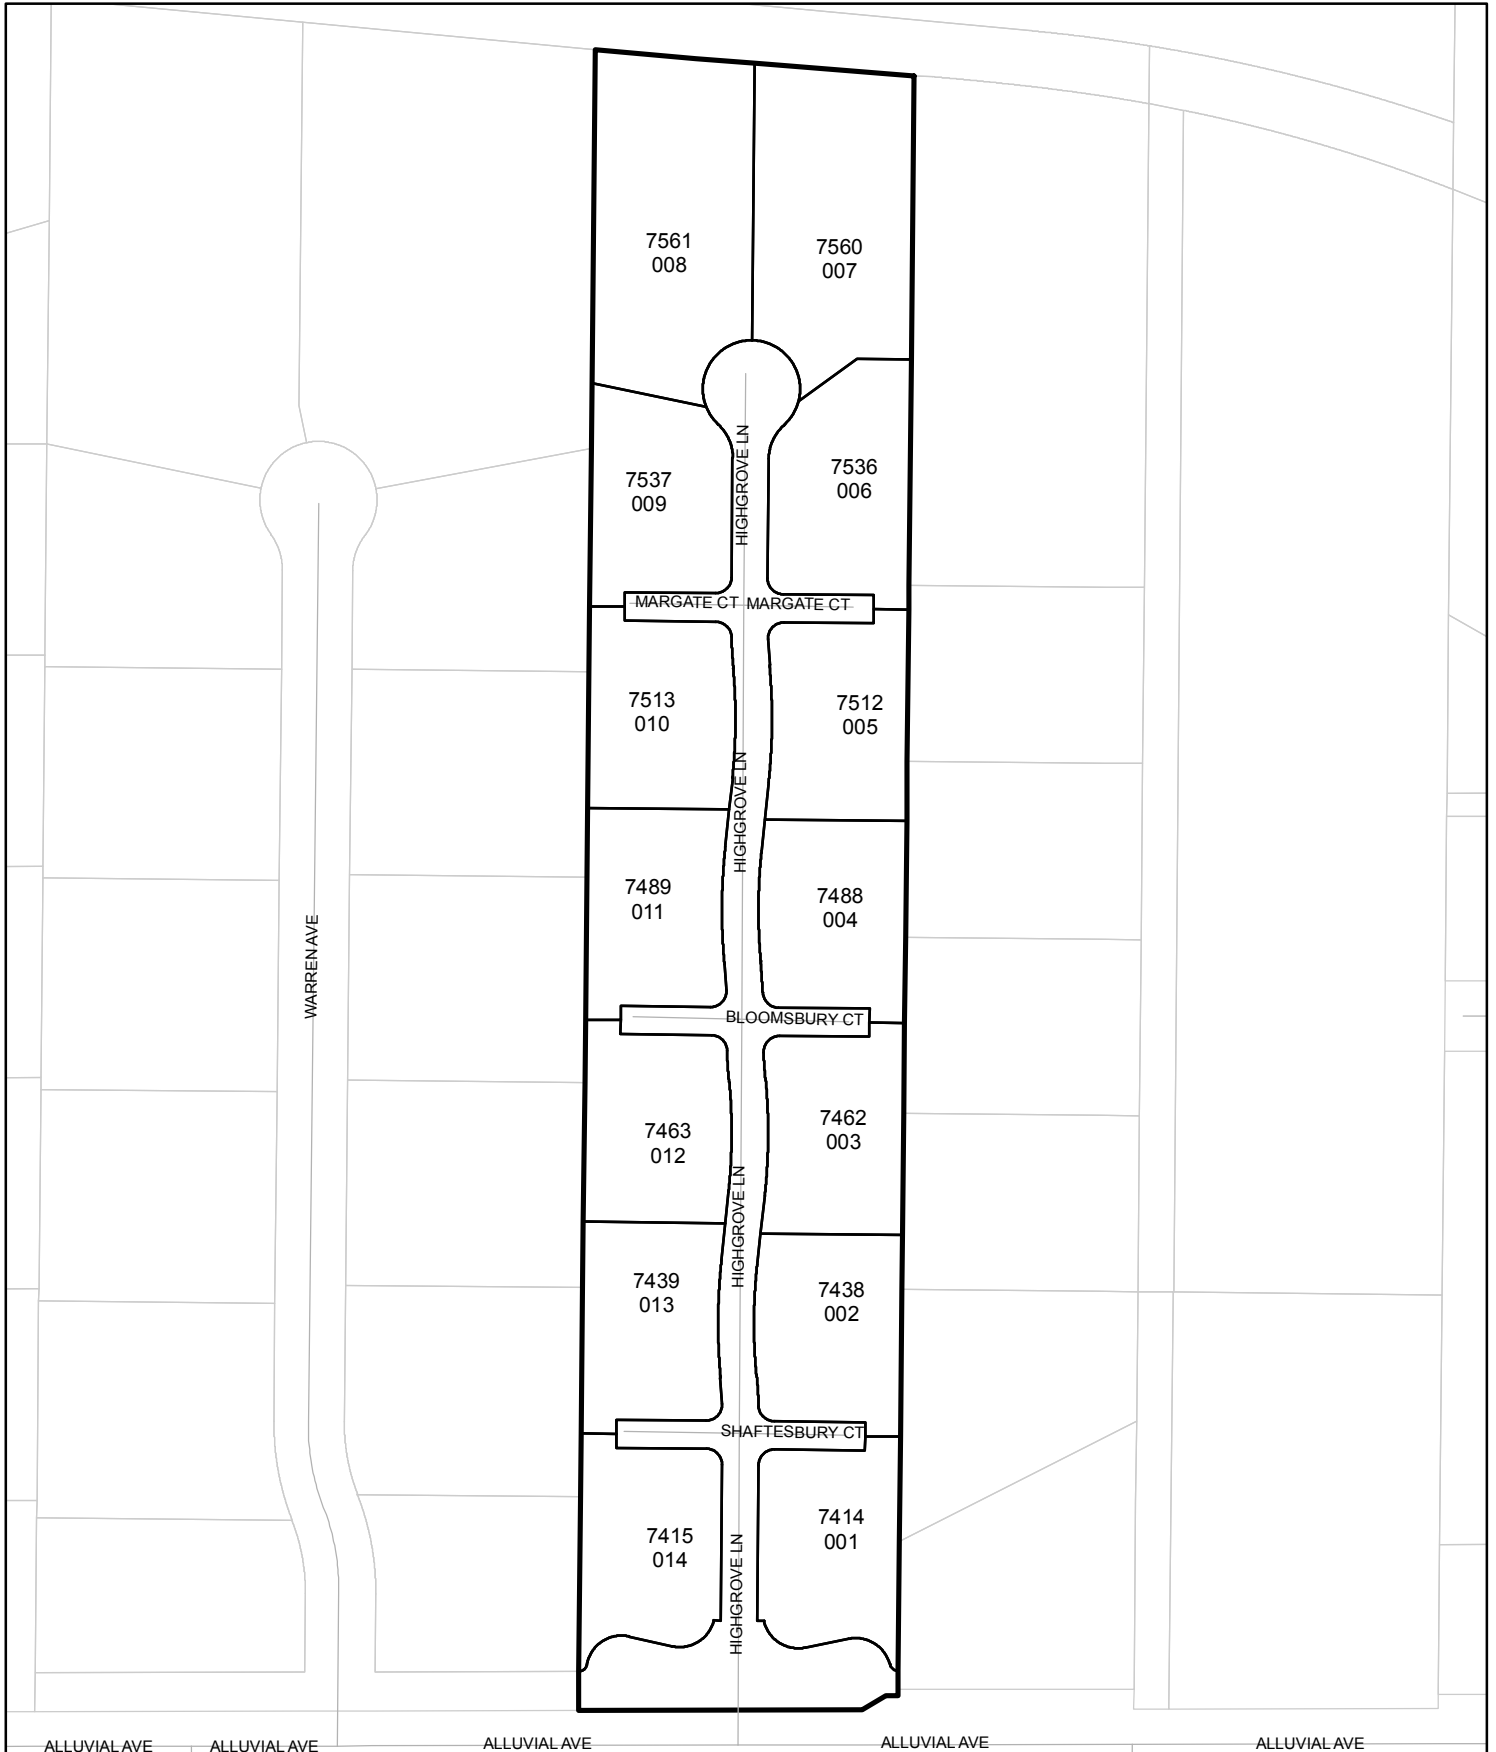 7561
008
7560
007
HIGHGROVE LN
7537
009
7536
006
MARGATE CT
MARGATE CT
7513
010
7512
005
HIGHGROVE LN
7489
011
7488
004
WARREN AVE
BLOOMSBURY CT
7463
012
7462
003
HIGHGROVE LN
7439
013
7438
002
SHAFTESBURY CT
7415
014
7414
001
HIGHGROVE LN
ALLUVIAL AVE
ALLUVIAL AVE
ALLUVIAL AVE
ALLUVIAL AVE
ALLUVIAL AVE